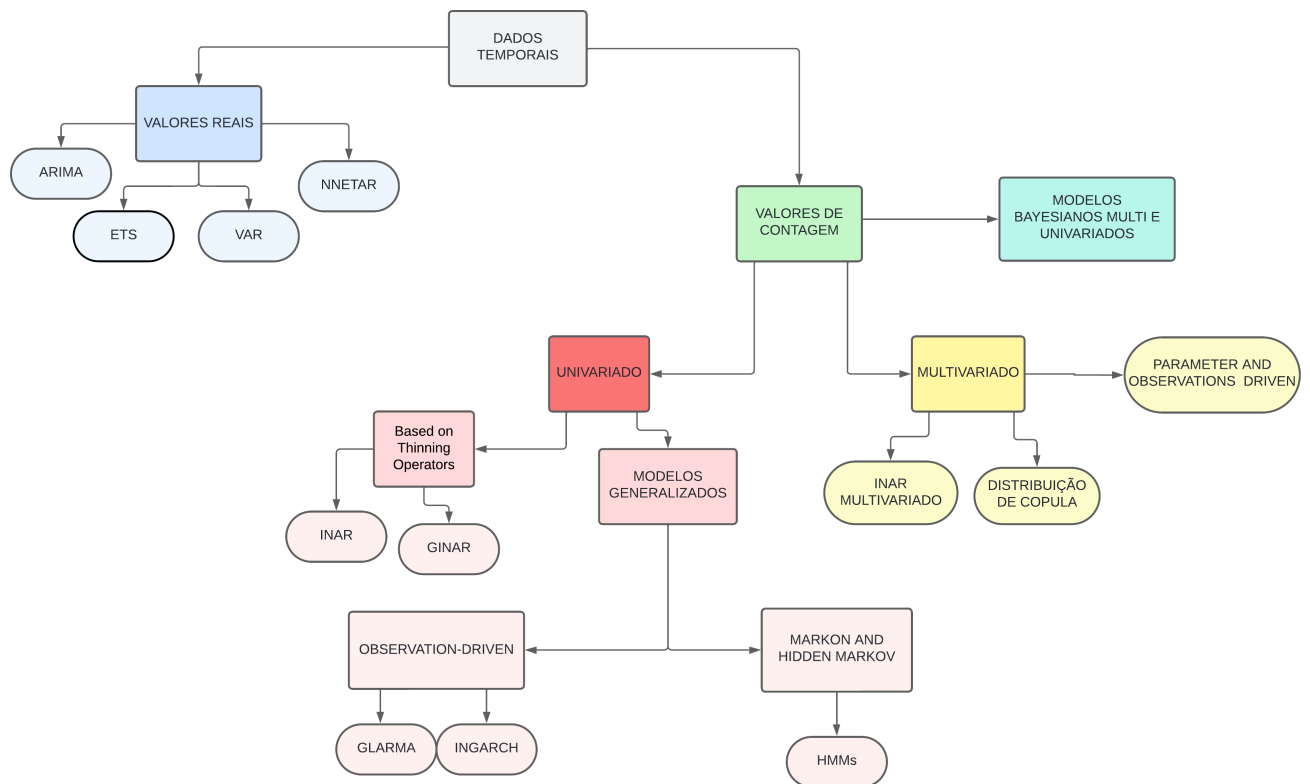 DADOS
TEMPORAIS
VALORES REAIS
ARIMA
NNETAR
ETS
VAR
VALORES DE
CONTAGEM
MODELOS
BAYESIANOS MULTI E
UNIVARIADOS
UNIVARIADO
MULTIVARIADO
PARAMETER AND
OBSERVATIONS DRIVEN
Based on
Thinning
Operators
MODELOS
GENERALIZADOS
INAR
MULTIVARIADO
DISTRIBUIÇÃO
DE COPULA
INAR
GINAR
OBSERVATION-DRIVEN
MARKON AND
HIDDEN MARKOV
GLARMA
INGARCH
HMMs